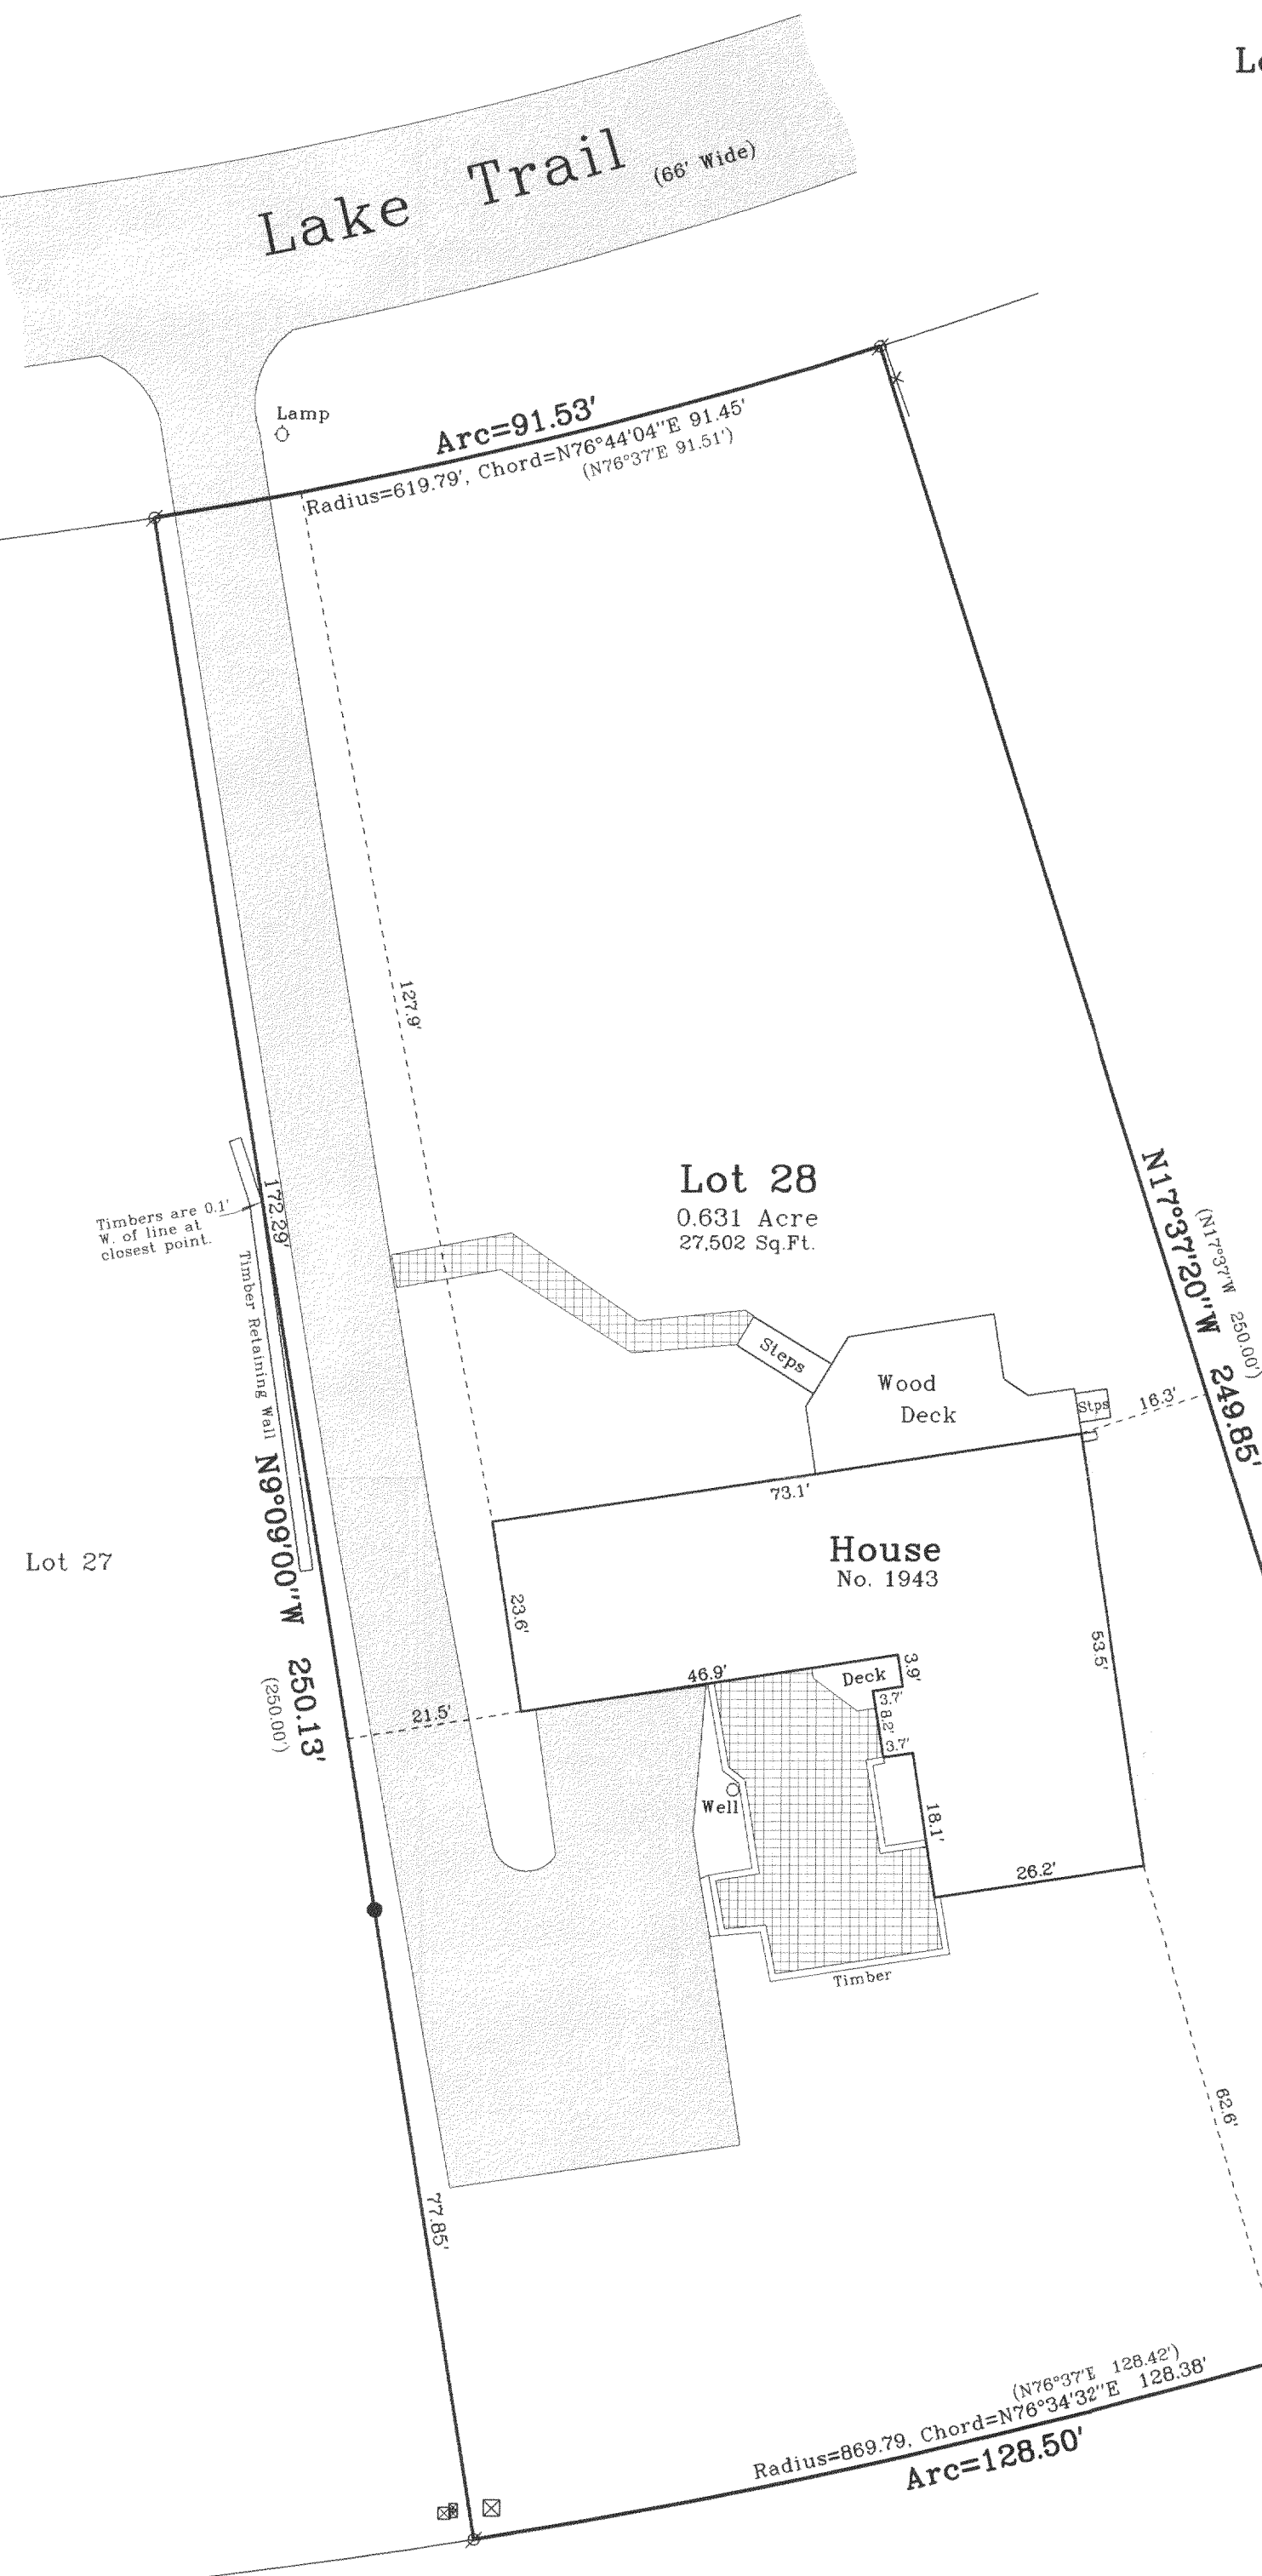 Lake Trail (66' Wide)
Lamp
Arc=91.53'
Radius=619.79', Chord=N76°44'04"E 91.45'
(N76°37'E 91.51')
127.9'
Lot 28
0.631 Acre
27,502 Sq.Ft.
172.29'
Timbers are 0.1'
W. of line at
closest point.
Timber Retaining Wall
N9°09'00"W 250.13'
(250.00')
N17°37'20"W 249.85'
(N17°37'W 250.00')
Steps
Wood
Deck
Stps
16.3'
73.1'
House
No. 1943
Lot 27
23.6'
53.5'
46.9'
Deck
3.9'
3.7'
8.2'
3.7'
21.5'
Well
18.1'
26.2'
Timber
62.6'
77.85'
(N76°37'E 128.42')
Radius=869.79, Chord=N76°34'32"E 128.38'
Arc=128.50'